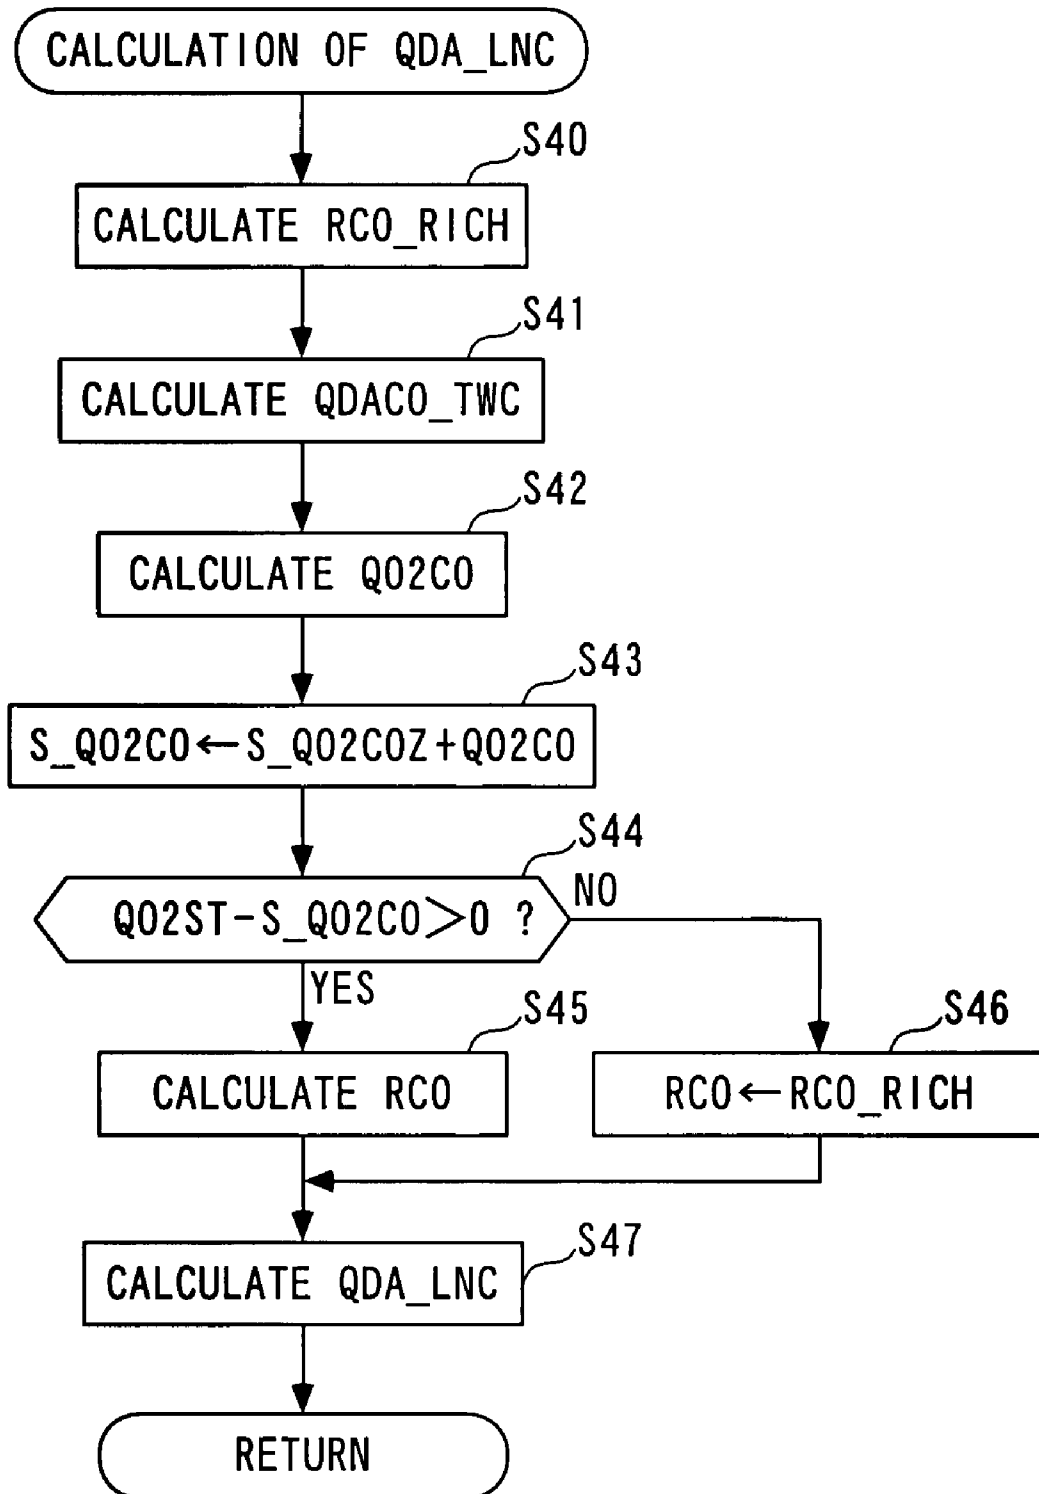 CALCULATION OF QDA_LNC
S40
CALCULATE RCO_RICH
S41
CALCULATE QDACO_TWC
S42
CALCULATE QO2CO
S43
S_QO2CO←S_QO2COZ+QO2CO
S44
QO2ST-S_QO2CO>0 ?
NO
YES
S45
CALCULATE RCO
S46
RCO←RCO_RICH
S47
CALCULATE QDA_LNC
RETURN